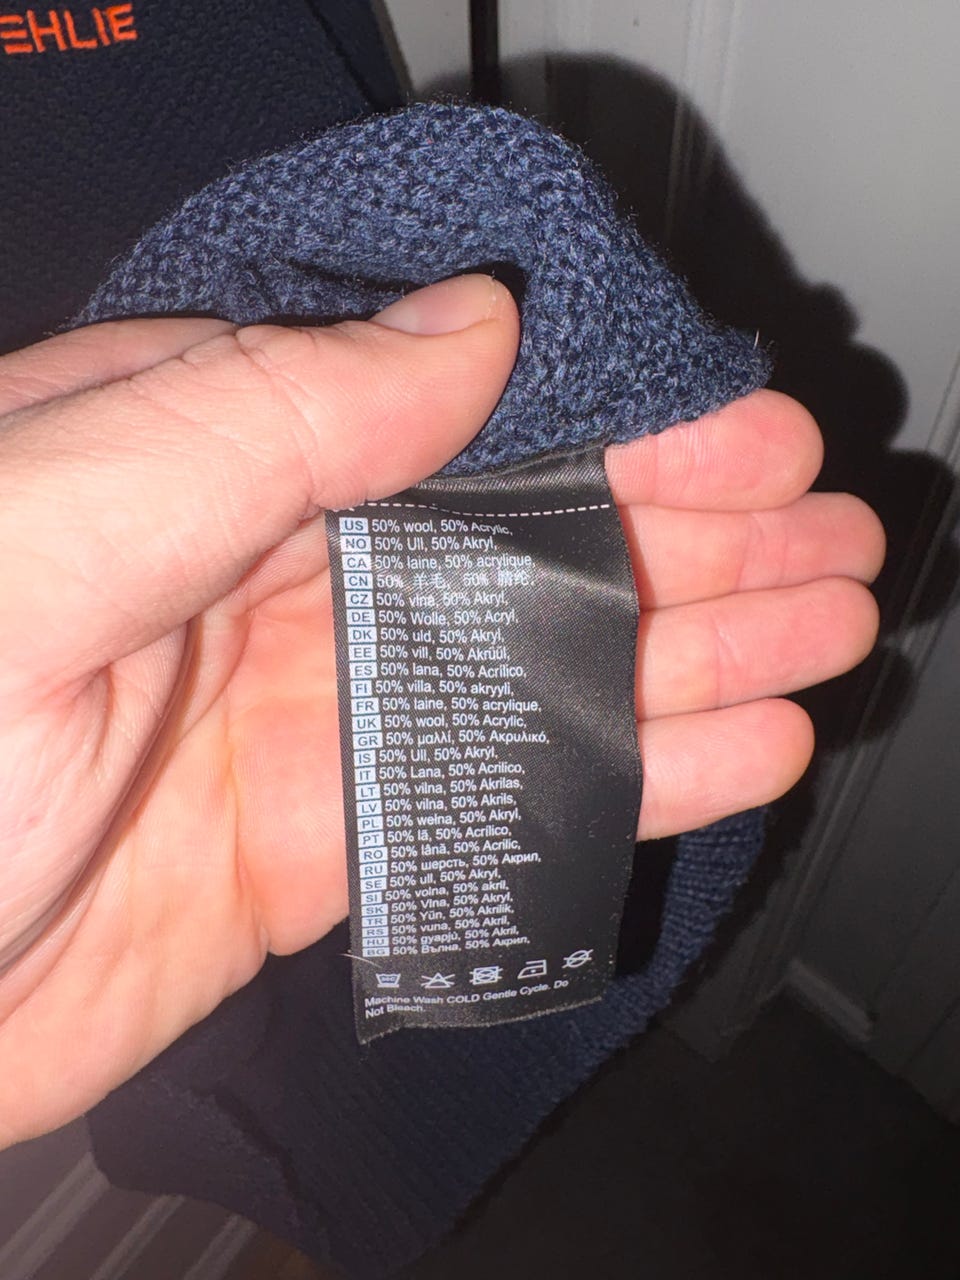 EHLIE
US 50% wool, 50% Acrylic,
NO 50% Ull, 50% Akryl,
CA 50% laine, 50% acrylique,
CN 50% 羊毛, 50% 腈纶,
CZ 50% vlna, 50% Akryl,
DE 50% Wolle, 50% Acryl,
DK 50% uld, 50% Akryl,
EE 50% vill, 50% Akrüül,
ES 50% lana, 50% Acrílico,
FI 50% villa, 50% akryyli,
FR 50% laine, 50% acrylique,
UK 50% wool, 50% Acrylic,
GR 50% μαλλί, 50% Ακρυλικό,
IS 50% Ull, 50% Akrýl,
IT 50% Lana, 50% Acrilico,
LT 50% vilna, 50% Akrilas,
LV 50% vilna, 50% Akrils,
PL 50% wełna, 50% Akryl,
PT 50% lã, 50% Acrílico,
RO 50% lână, 50% Acrilic,
RU 50% шерсть, 50% Акрил,
SE 50% ull, 50% Akryl,
SI 50% volna, 50% akril,
SK 50% Vlna, 50% Akryl,
TR 50% Yün, 50% Akrilik,
RS 50% vuna, 50% Akril,
HU 50% gyapjú, 50% Akril,
BG 50% Вълна, 50% Акрил,
Machine Wash COLD Gentle Cycle. Do
Not Bleach.